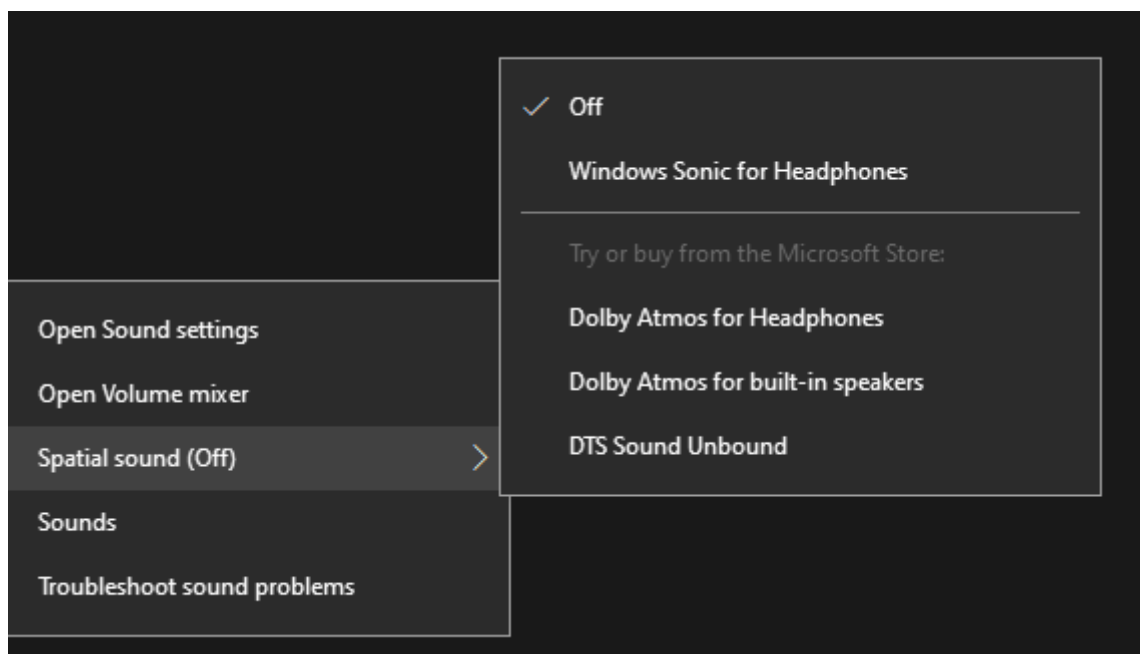 Off
Windows Sonic for Headphones
Try or buy from the Microsoft Store:
Dolby Atmos for Headphones
Dolby Atmos for built-in speakers
DTS Sound Unbound
Open Sound settings
Open Volume mixer
Spatial sound (Off)
Sounds
Troubleshoot sound problems